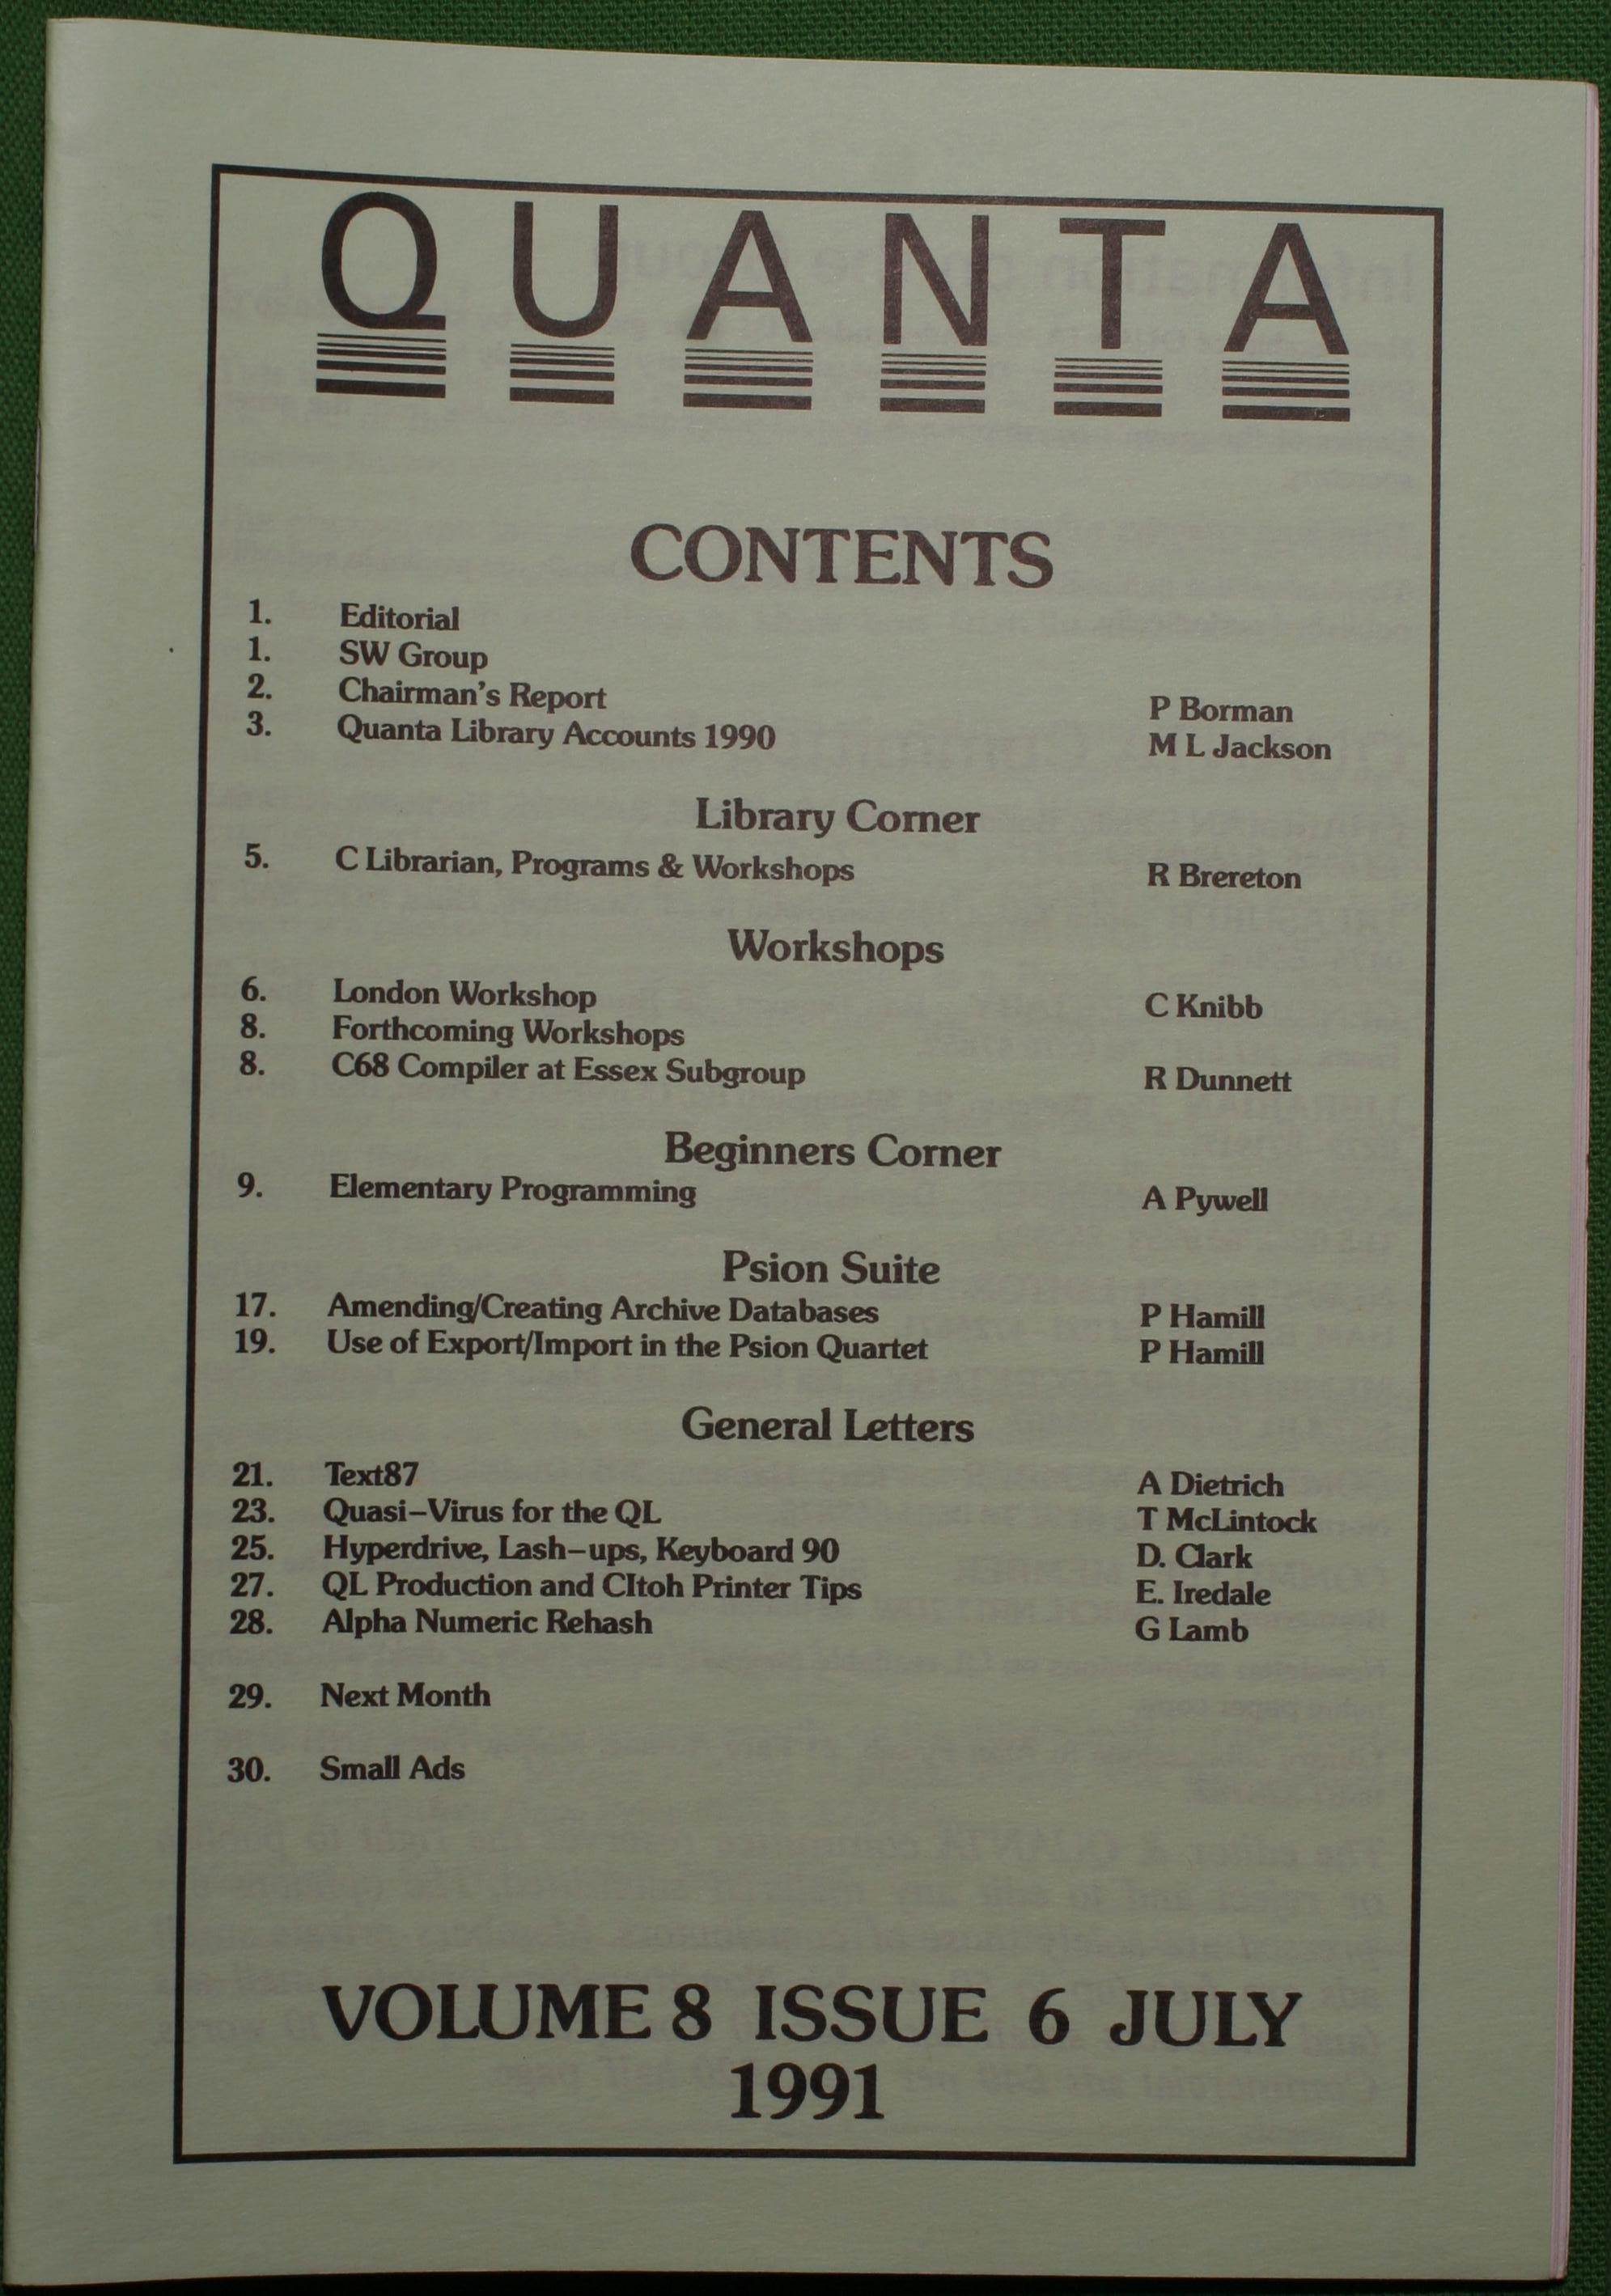 QUANTA
CONTENTS
1. Editorial
1. SW Group
2. Chairman's Report P Borman
3. Quanta Library Accounts 1990 M L Jackson
Library Corner
5. C Librarian, Programs & Workshops R Brereton
Workshops
6. London Workshop C Knibb
8. Forthcoming Workshops
8. C68 Compiler at Essex Subgroup R Dunnett
Beginners Corner
9. Elementary Programming A Pywell
Psion Suite
17. Amending/Creating Archive Databases P Hamill
19. Use of Export/Import in the Psion Quartet P Hamill
General Letters
21. Text87 A Dietrich
23. Quasi-Virus for the QL T McLintock
25. Hyperdrive, Lash-ups, Keyboard 90 D. Clark
27. QL Production and CItoh Printer Tips E. Iredale
28. Alpha Numeric Rehash G Lamb
29. Next Month
30. Small Ads
VOLUME 8 ISSUE 6 JULY
1991